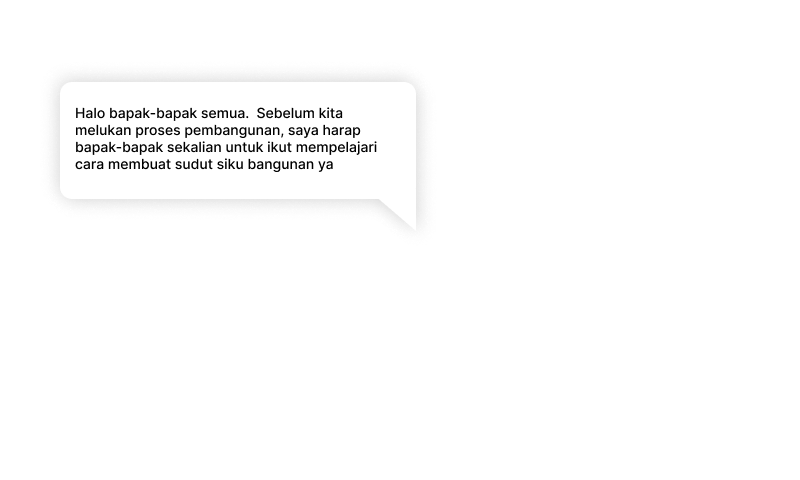 Halo bapak-bapak semua.  Sebelum kita
melukan proses pembangunan, saya harap
bapak-bapak sekalian untuk ikut mempelajari
cara membuat sudut siku bangunan ya